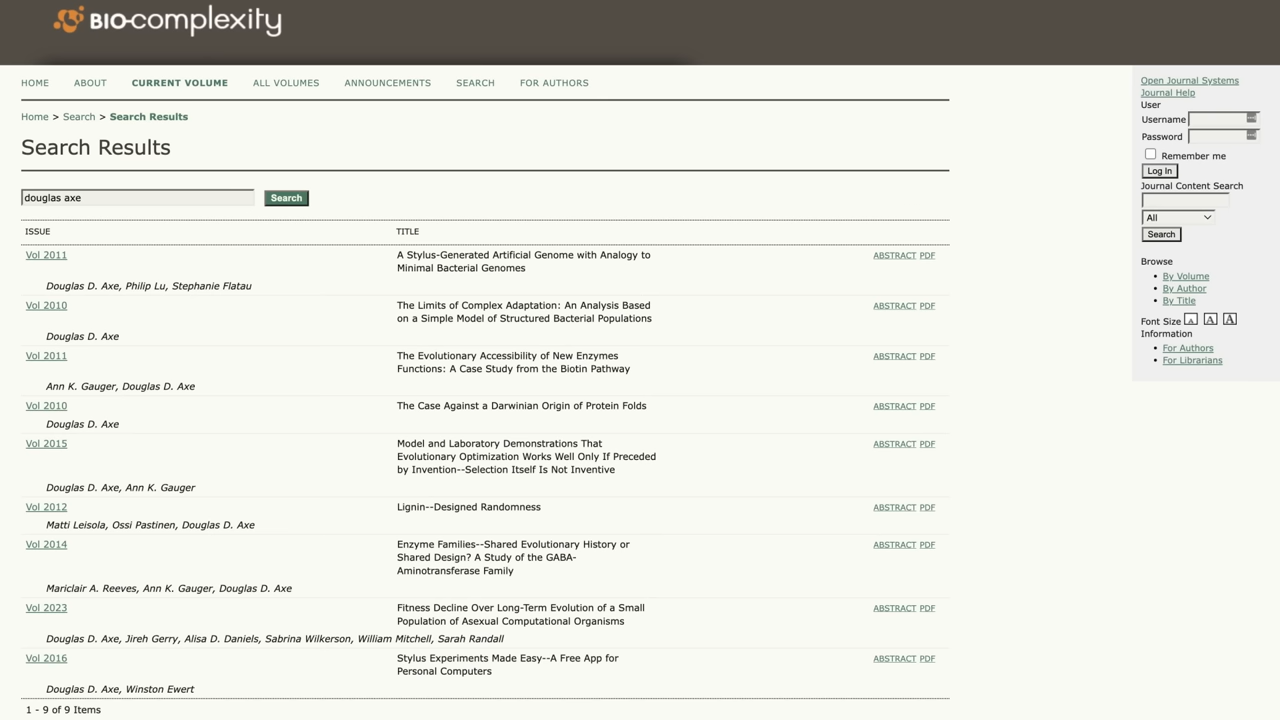 BIO-complexity
HOME ABOUT CURRENT VOLUME ALL VOLUMES ANNOUNCEMENTS SEARCH FOR AUTHORS
Home > Search > Search Results
Search Results
douglas axe Search
ISSUE TITLE
Vol 2011 A Stylus-Generated Artificial Genome with Analogy to ABSTRACT PDF
Minimal Bacterial Genomes
Douglas D. Axe, Philip Lu, Stephanie Flatau
Vol 2010 The Limits of Complex Adaptation: An Analysis Based ABSTRACT PDF
on a Simple Model of Structured Bacterial Populations
Douglas D. Axe
Vol 2011 The Evolutionary Accessibility of New Enzymes ABSTRACT PDF
Functions: A Case Study from the Biotin Pathway
Ann K. Gauger, Douglas D. Axe
Vol 2010 The Case Against a Darwinian Origin of Protein Folds ABSTRACT PDF
Douglas D. Axe
Vol 2015 Model and Laboratory Demonstrations That ABSTRACT PDF
Evolutionary Optimization Works Well Only If Preceded
by Invention--Selection Itself Is Not Inventive
Douglas D. Axe, Ann K. Gauger
Vol 2012 Lignin--Designed Randomness ABSTRACT PDF
Matti Leisola, Ossi Pastinen, Douglas D. Axe
Vol 2014 Enzyme Families--Shared Evolutionary History or ABSTRACT PDF
Shared Design? A Study of the GABA-
Aminotransferase Family
Mariclair A. Reeves, Ann K. Gauger, Douglas D. Axe
Vol 2023 Fitness Decline Over Long-Term Evolution of a Small ABSTRACT PDF
Population of Asexual Computational Organisms
Douglas D. Axe, Jireh Gerry, Alisa D. Daniels, Sabrina Wilkerson, William Mitchell, Sarah Randall
Vol 2016 Stylus Experiments Made Easy--A Free App for ABSTRACT PDF
Personal Computers
Douglas D. Axe, Winston Ewert
1 - 9 of 9 Items
Open Journal Systems
Journal Help
User
Username
Password
Remember me
Log In
Journal Content Search
All
Search
Browse
• By Volume
• By Author
• By Title
Font Size A A A
Information
• For Authors
• For Librarians